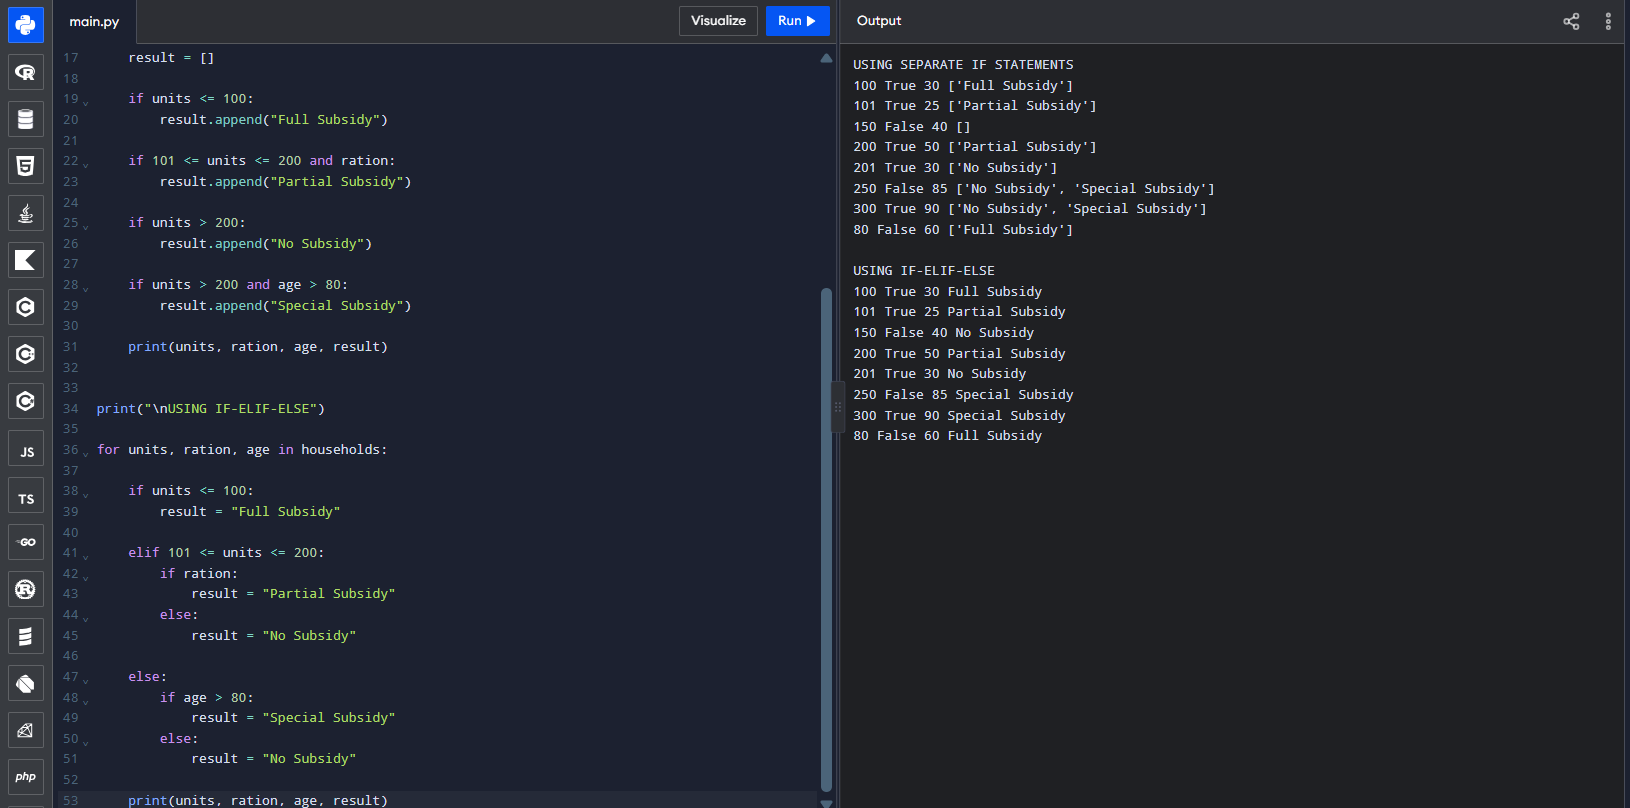 main.py
Visualize
Run
17     result = []
18
19     if units <= 100:
20         result.append("Full Subsidy")
21
22     if 101 <= units <= 200 and ration:
23         result.append("Partial Subsidy")
24
25     if units > 200:
26         result.append("No Subsidy")
27
28     if units > 200 and age > 80:
29         result.append("Special Subsidy")
30
31     print(units, ration, age, result)
32
33
34 print("\nUSING IF-ELIF-ELSE")
35
36 for units, ration, age in households:
37
38     if units <= 100:
39         result = "Full Subsidy"
40
41     elif 101 <= units <= 200:
42         if ration:
43             result = "Partial Subsidy"
44         else:
45             result = "No Subsidy"
46
47     else:
48         if age > 80:
49             result = "Special Subsidy"
50         else:
51             result = "No Subsidy"
52
53     print(units, ration, age, result)
Output
USING SEPARATE IF STATEMENTS
100 True 30 ['Full Subsidy']
101 True 25 ['Partial Subsidy']
150 False 40 []
200 True 50 ['Partial Subsidy']
201 True 30 ['No Subsidy']
250 False 85 ['No Subsidy', 'Special Subsidy']
300 True 90 ['No Subsidy', 'Special Subsidy']
80 False 60 ['Full Subsidy']

USING IF-ELIF-ELSE
100 True 30 Full Subsidy
101 True 25 Partial Subsidy
150 False 40 No Subsidy
200 True 50 Partial Subsidy
201 True 30 No Subsidy
250 False 85 Special Subsidy
300 True 90 Special Subsidy
80 False 60 Full Subsidy
R
5
C
C
C
JS
TS
GO
R
php